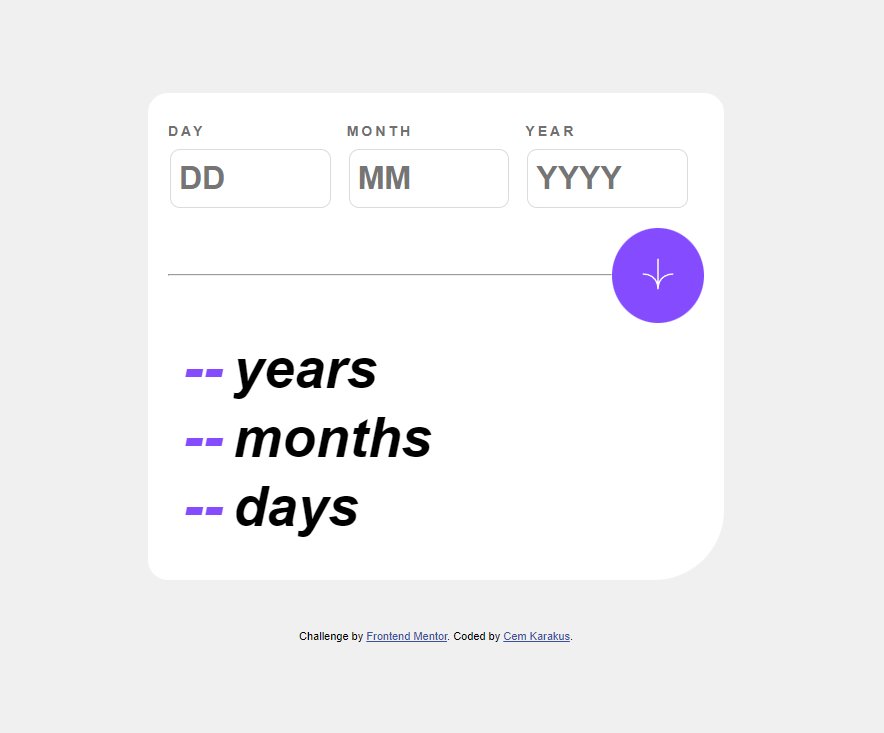 DAY MONTH YEAR
DD MM YYYY
-- years
-- months
-- days
Challenge by Frontend Mentor. Coded by Cem Karakus.